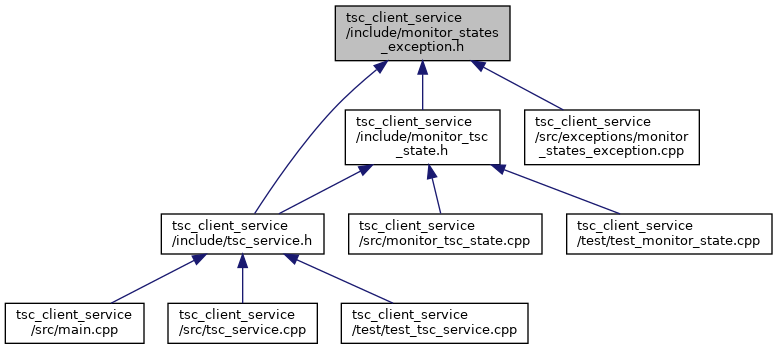 tsc_client_service
/include/monitor_states
_exception.h
tsc_client_service
/include/monitor_tsc
_state.h
tsc_client_service
/src/exceptions/monitor
_states_exception.cpp
tsc_client_service
/include/tsc_service.h
tsc_client_service
/src/monitor_tsc_state.cpp
tsc_client_service
/test/test_monitor_state.cpp
tsc_client_service
/src/main.cpp
tsc_client_service
/src/tsc_service.cpp
tsc_client_service
/test/test_tsc_service.cpp